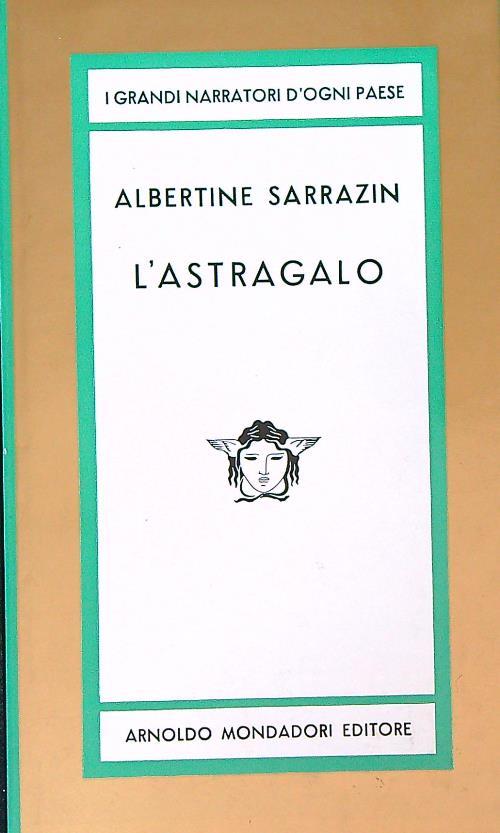 I GRANDI NARRATORI D'OGNI PAESE
ALBERTINE SARRAZIN
L'ASTRAGALO
ARNOLDO MONDADORI EDITORE